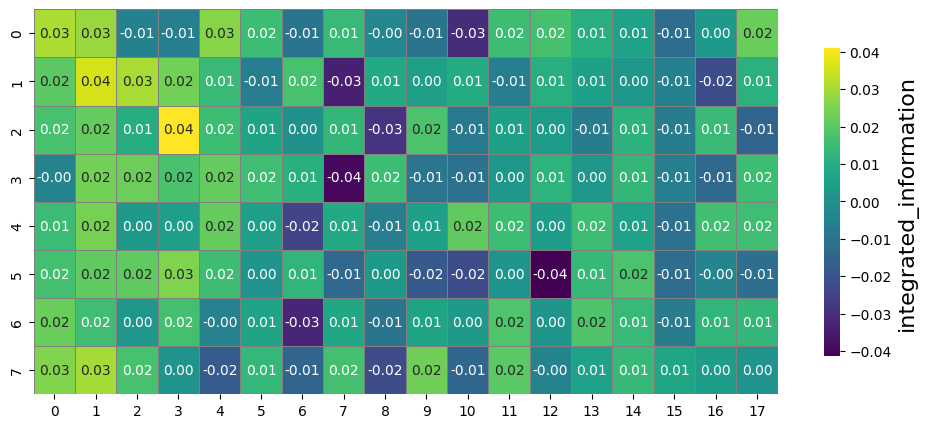 0 0.03 0.03 -0.01 -0.01 0.03 0.02 -0.01 0.01 -0.00 -0.01 -0.03 0.02 0.02 0.01 0.01 -0.01 0.00 0.02
1 0.02 0.04 0.03 0.02 0.01 -0.01 0.02 -0.03 0.01 0.00 0.01 -0.01 0.01 0.01 0.00 -0.01 -0.02 0.01
2 0.02 0.02 0.01 0.04 0.02 0.01 0.00 0.01 -0.03 0.02 -0.01 0.01 0.00 -0.01 0.01 -0.01 0.01 -0.01
3 -0.00 0.02 0.02 0.02 0.02 0.02 0.01 -0.04 0.02 -0.01 -0.01 0.00 0.01 0.00 0.01 -0.01 -0.01 0.02
4 0.01 0.02 0.00 0.00 0.02 0.00 -0.02 0.01 -0.01 0.01 0.02 0.02 0.00 0.02 0.01 -0.01 0.02 0.02
5 0.02 0.02 0.02 0.03 0.02 0.00 0.01 -0.01 0.00 -0.02 -0.02 0.00 -0.04 0.01 0.02 -0.01 -0.00 -0.01
6 0.02 0.02 0.00 0.02 -0.00 0.01 -0.03 0.01 -0.01 0.01 0.00 0.02 0.00 0.02 0.01 -0.01 0.01 0.01
7 0.03 0.03 0.02 0.00 -0.02 0.01 -0.01 0.02 -0.02 0.02 -0.01 0.02 -0.00 0.01 0.01 0.01 0.00 0.00
0 1 2 3 4 5 6 7 8 9 10 11 12 13 14 15 16 17
0.04
0.03
0.02
0.01
0.00
−0.01
−0.02
−0.03
−0.04
integrated_information